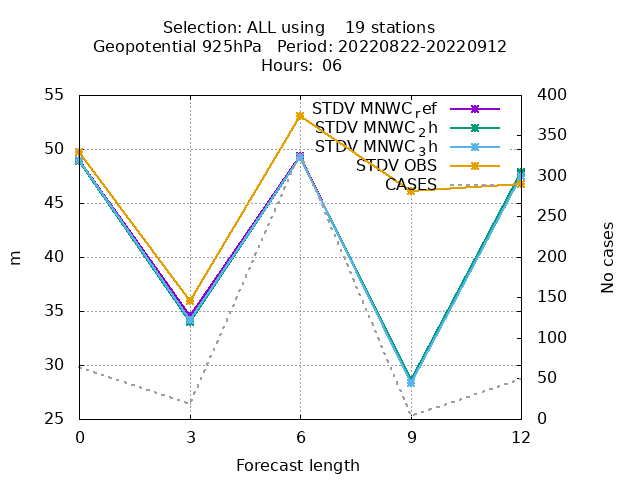 Selection: ALL using    19 stations
Geopotential 925hPa   Period: 20220822-20220912
Hours: 06
55
50
45
40
35
30
25
m
STDV MNWC_ref
STDV MNWC_2h
STDV MNWC_3h
STDV OBS
CASES
400
350
300
250
200
150
100
50
0
No cases
0 3 6 9 12
Forecast length